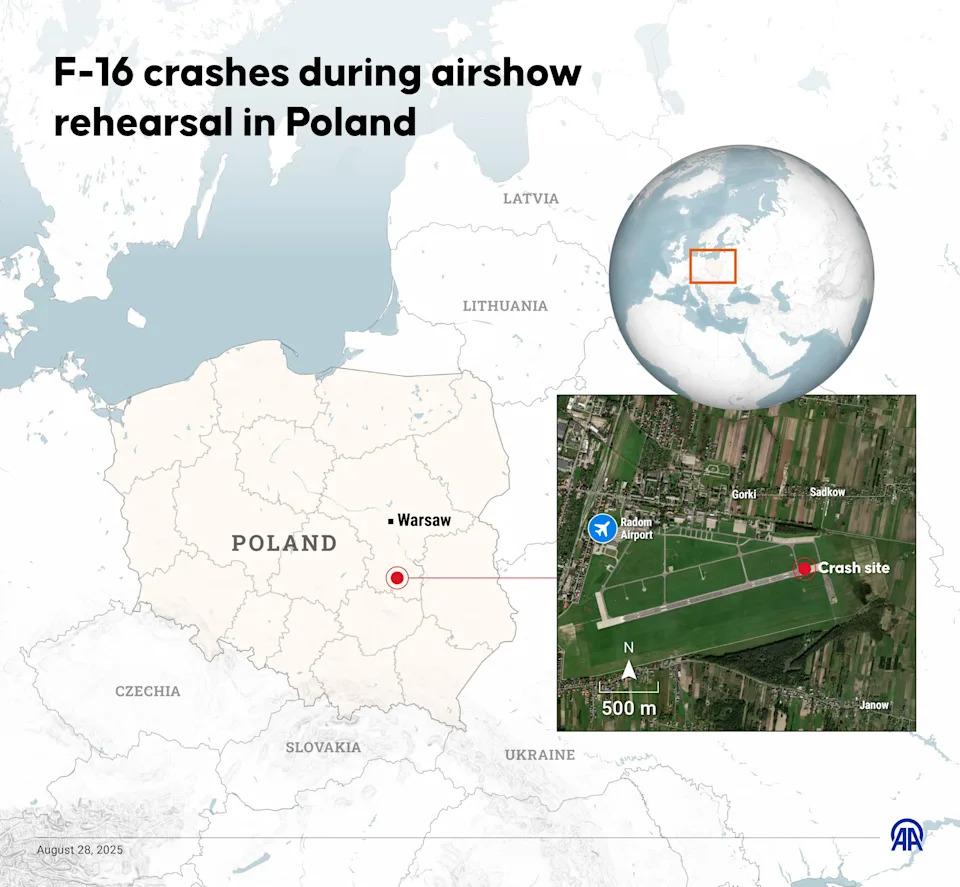 F-16 crashes during airshow
rehearsal in Poland
LATVIA
LITHUANIA
Warsaw
POLAND
Gorki
Sadkow
Radom
Airport
Crash site
N
500 m
Janow
CZECHIA
SLOVAKIA
UKRAINE
August 28, 2025
AA